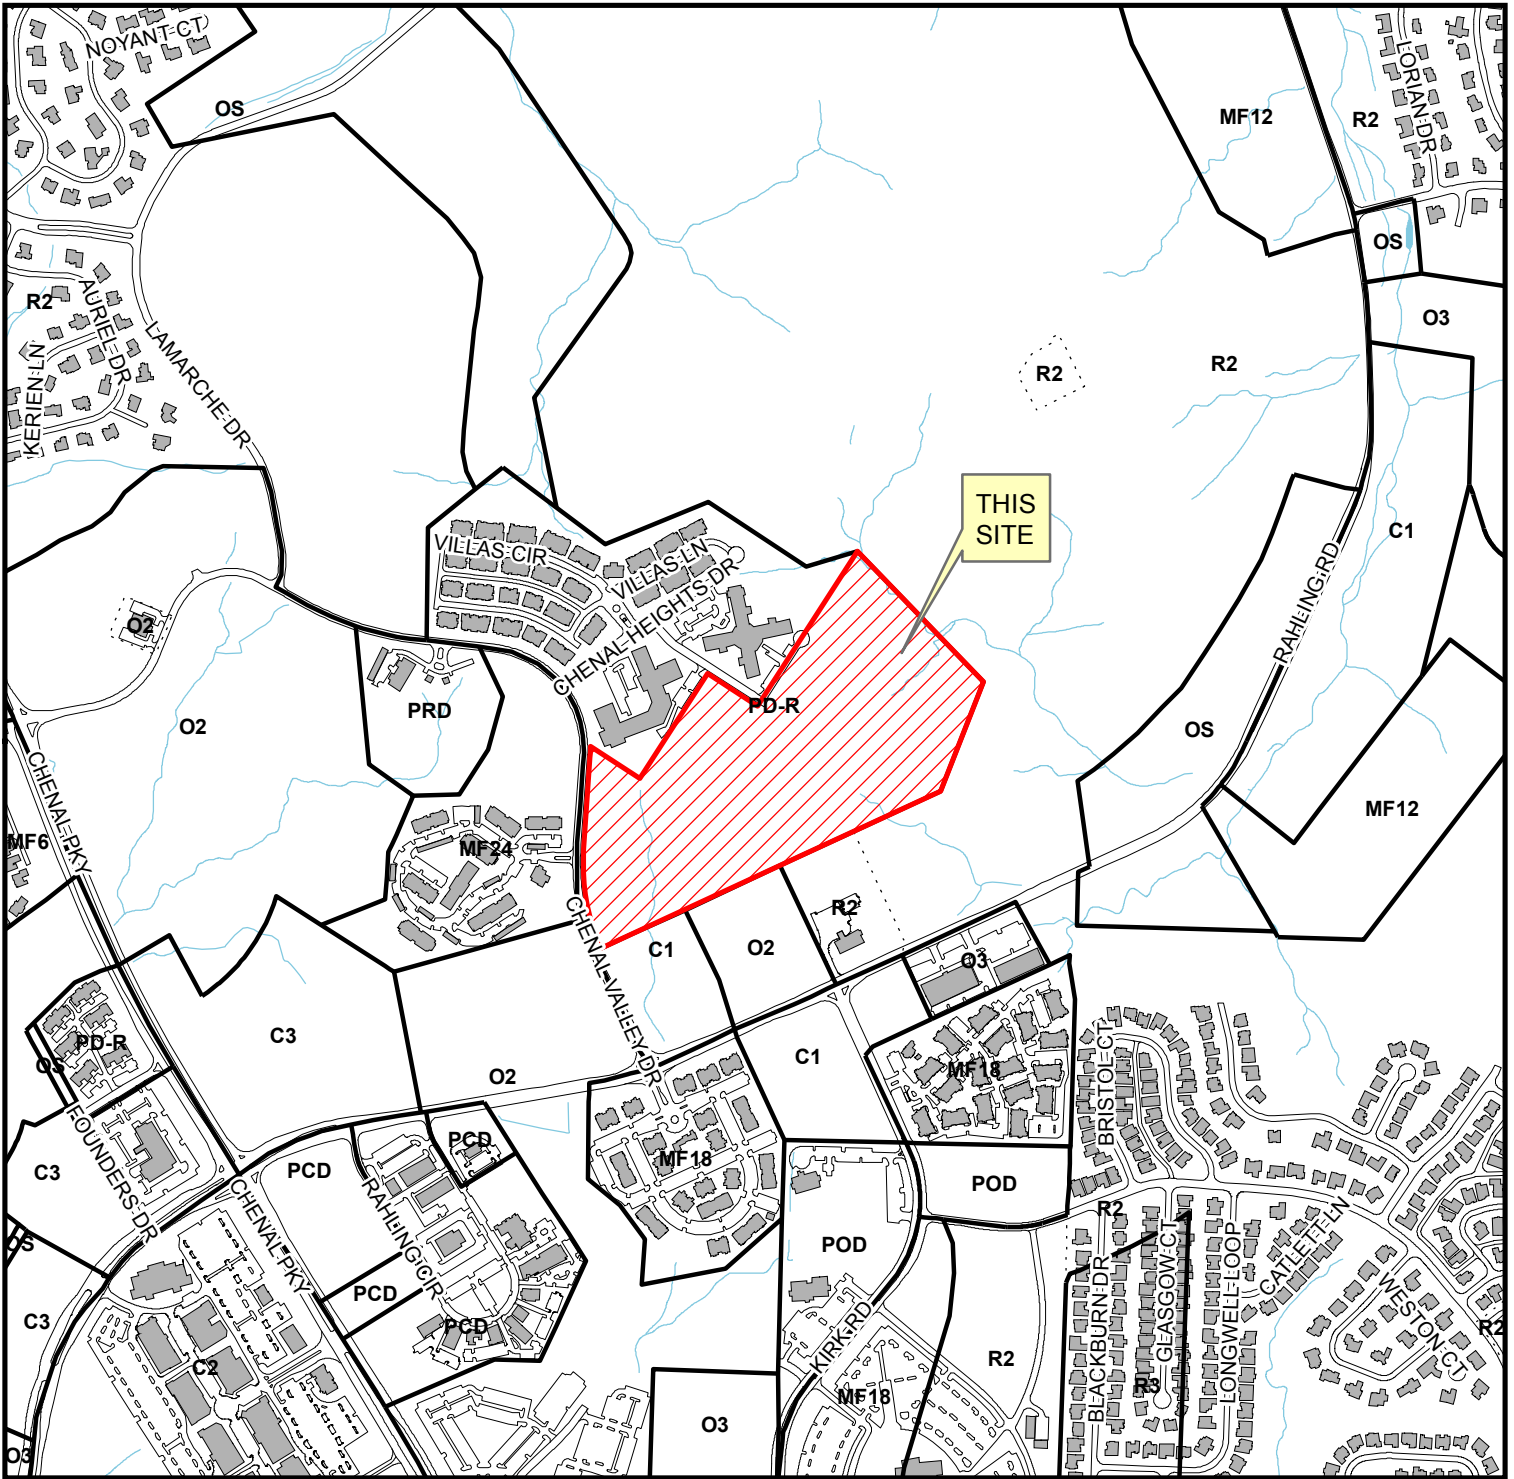 NOYANT CT
OS
MF12
R2
LORIAN DR
OS
R2
AURIEL DR
O3
KERIEN LN
LAMARCHE DR
R2
R2
THIS
SITE
C1
VILLAS CIR
VILLAS LN
CHENAL HEIGHTS DR
RAHLING RD
O2
PRD
PD-R
O2
OS
CHENAL PKY
MF6
MF24
MF12
R2
CHENAL VALLEY DR
C1
O2
O3
PD-R
C3
OS
O2
C1
MF18
BRISTOL CT
FOUNDERS DR
PCD
MF18
C3
PCD
POD
RAHLING CIR
CHENAL PKY
R2
OS
POD
GLASGOW CT
LONGWELL LOOP
CATLETT LN
BLACKBURN DR
WESTON CT
PCD
C3
PCD
KIRK RD
R2
C2
R2
R3
MF18
O3
O3